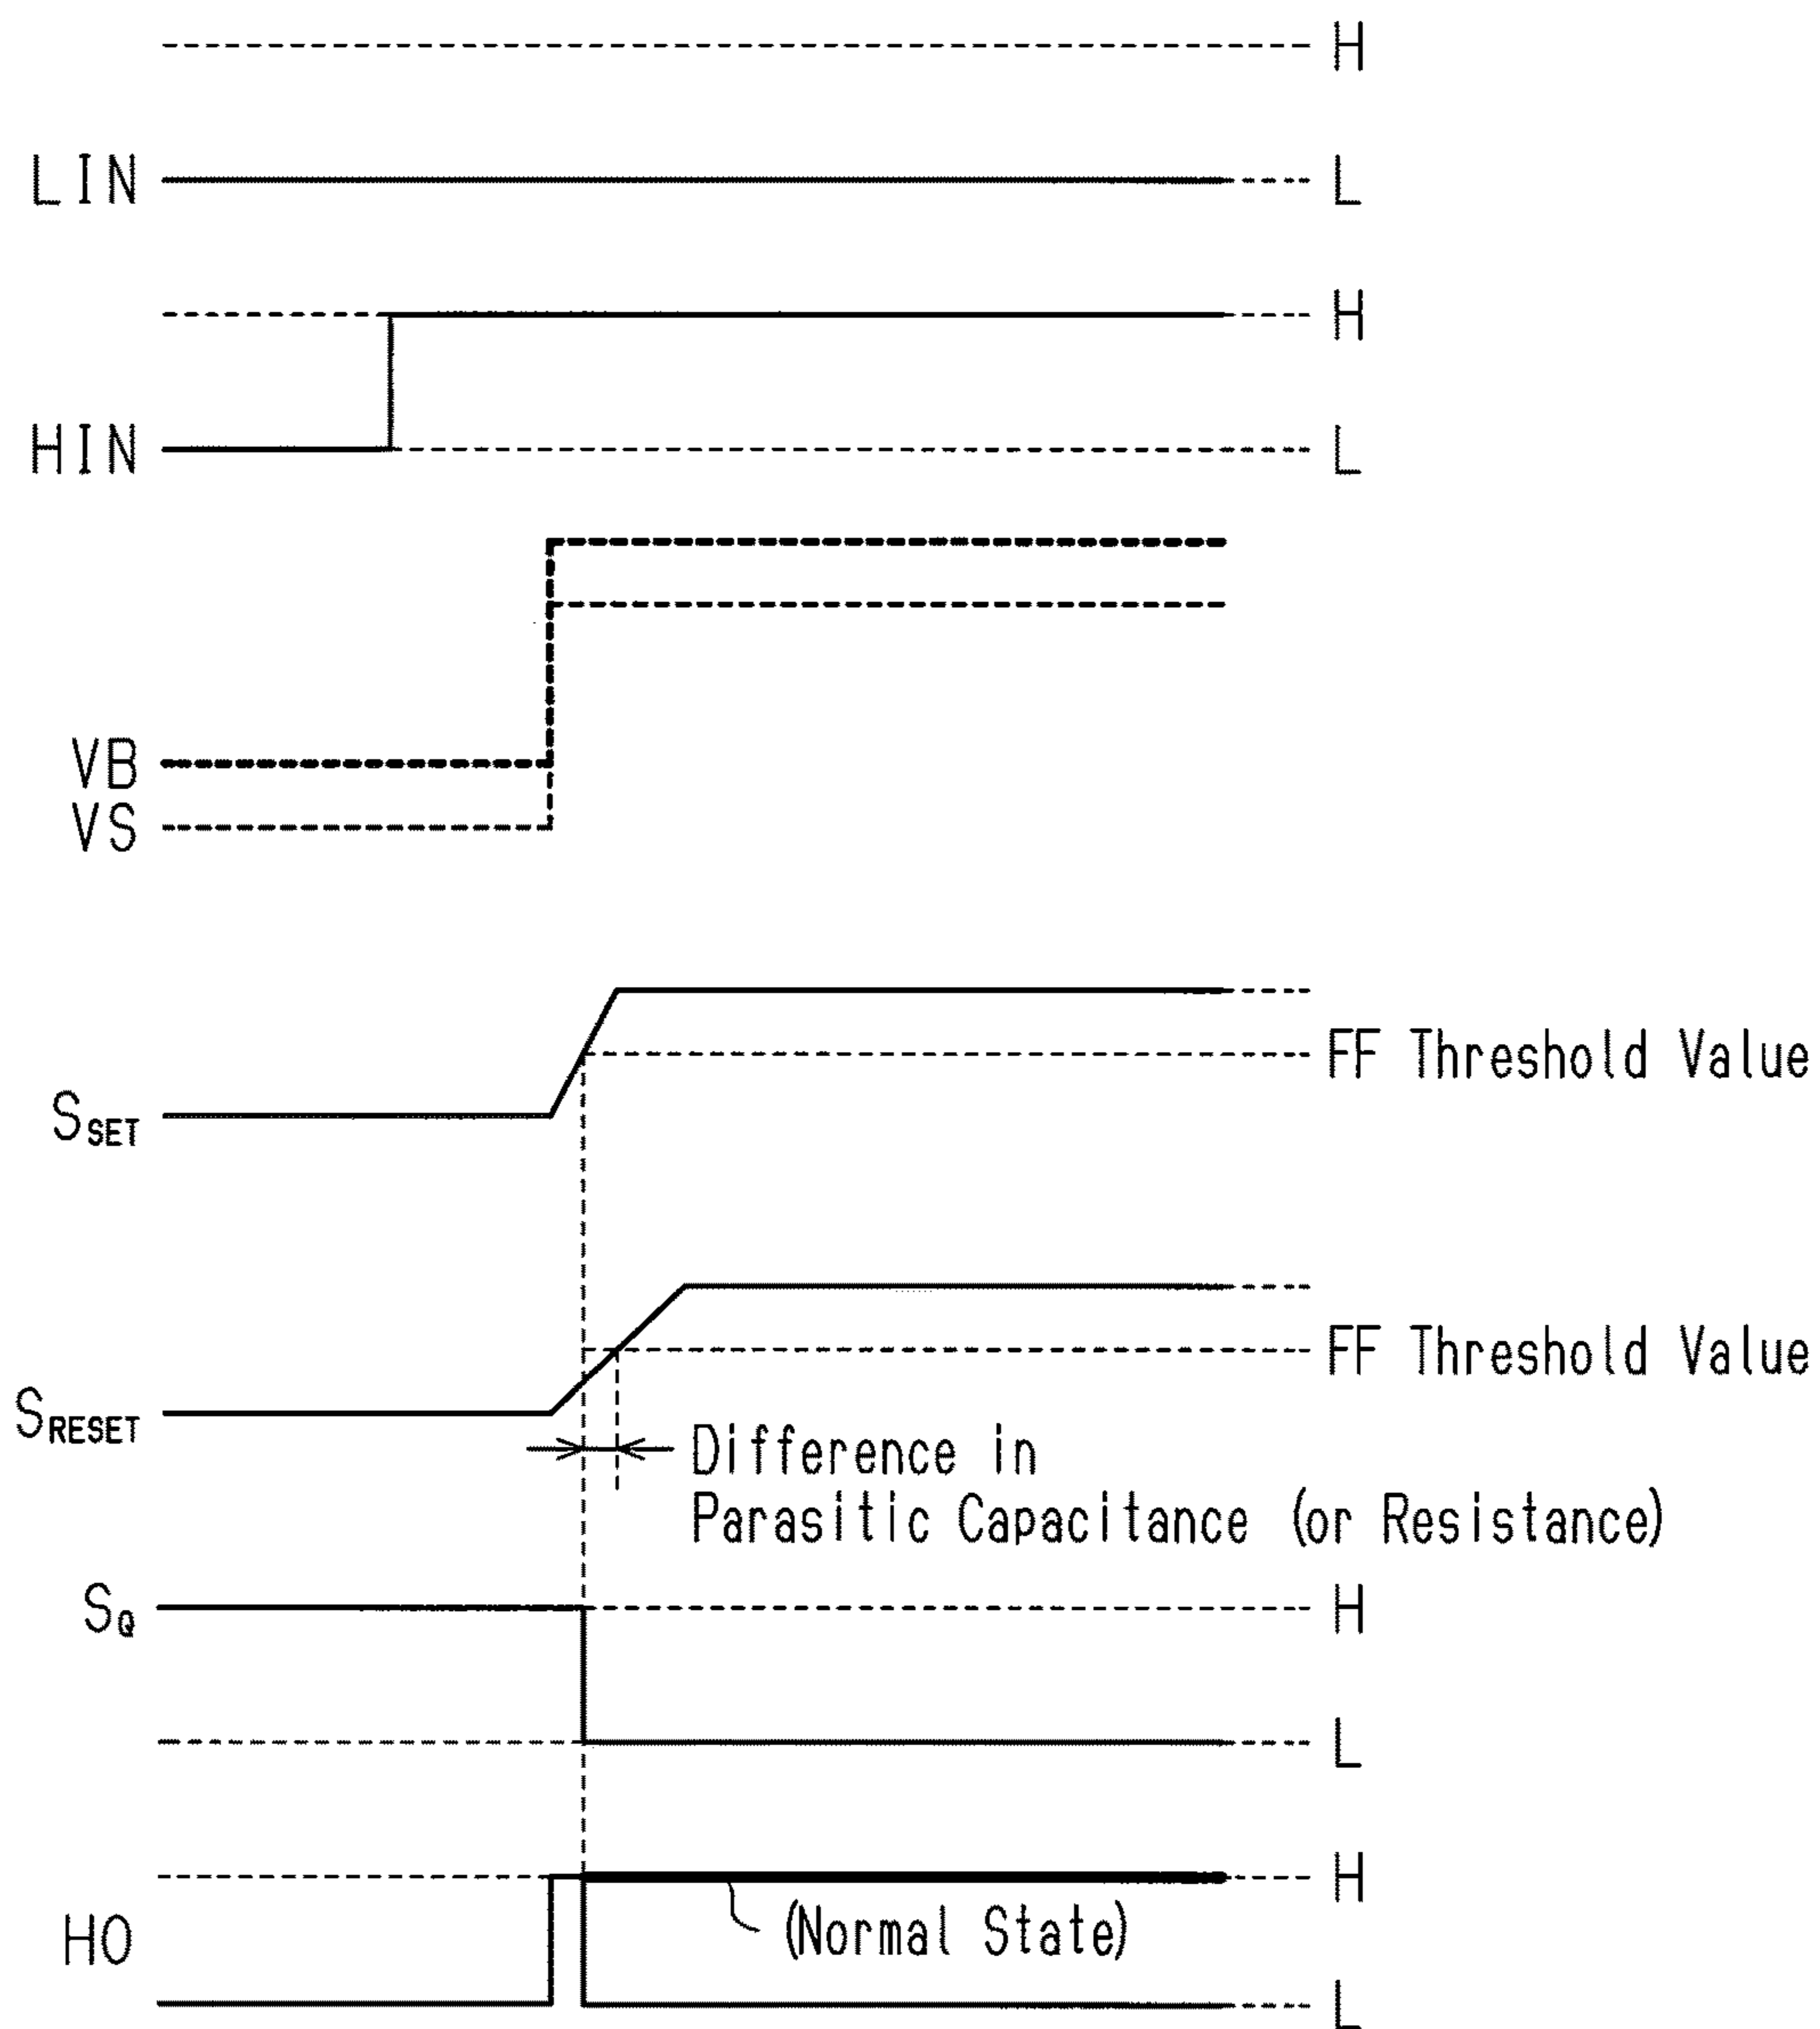 H
LIN L
H
HIN L
VB
VS
FF Threshold Value
SSET
FF Threshold Value
SRESET
Difference in
Parasitic Capacitance (or Resistance)
SQ H
L
H
(Normal State)
HO
L